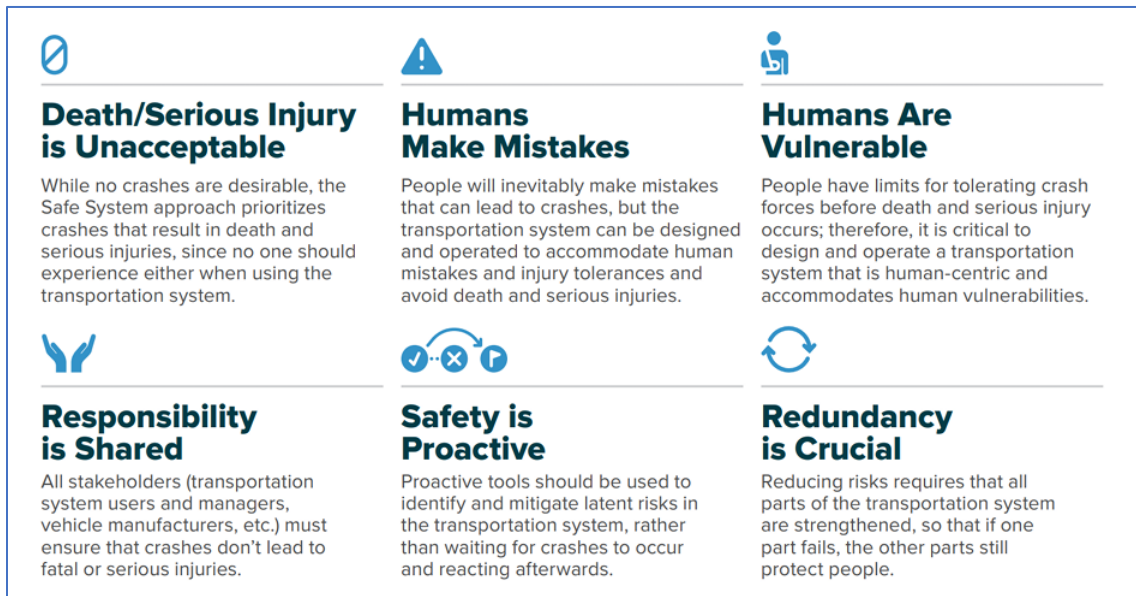 Death/Serious Injury
is Unacceptable
While no crashes are desirable, the
Safe System approach prioritizes
crashes that result in death and
serious injuries, since no one should
experience either when using the
transportation system.
Humans
Make Mistakes
People will inevitably make mistakes
that can lead to crashes, but the
transportation system can be designed
and operated to accommodate human
mistakes and injury tolerances and
avoid death and serious injuries.
Humans Are
Vulnerable
People have limits for tolerating crash
forces before death and serious injury
occurs; therefore, it is critical to
design and operate a transportation
system that is human-centric and
accommodates human vulnerabilities.
Responsibility
is Shared
All stakeholders (transportation
system users and managers,
vehicle manufacturers, etc.) must
ensure that crashes don’t lead to
fatal or serious injuries.
Safety is
Proactive
Proactive tools should be used to
identify and mitigate latent risks in
the transportation system, rather
than waiting for crashes to occur
and reacting afterwards.
Redundancy
is Crucial
Reducing risks requires that all
parts of the transportation system
are strengthened, so that if one
part fails, the other parts still
protect people.